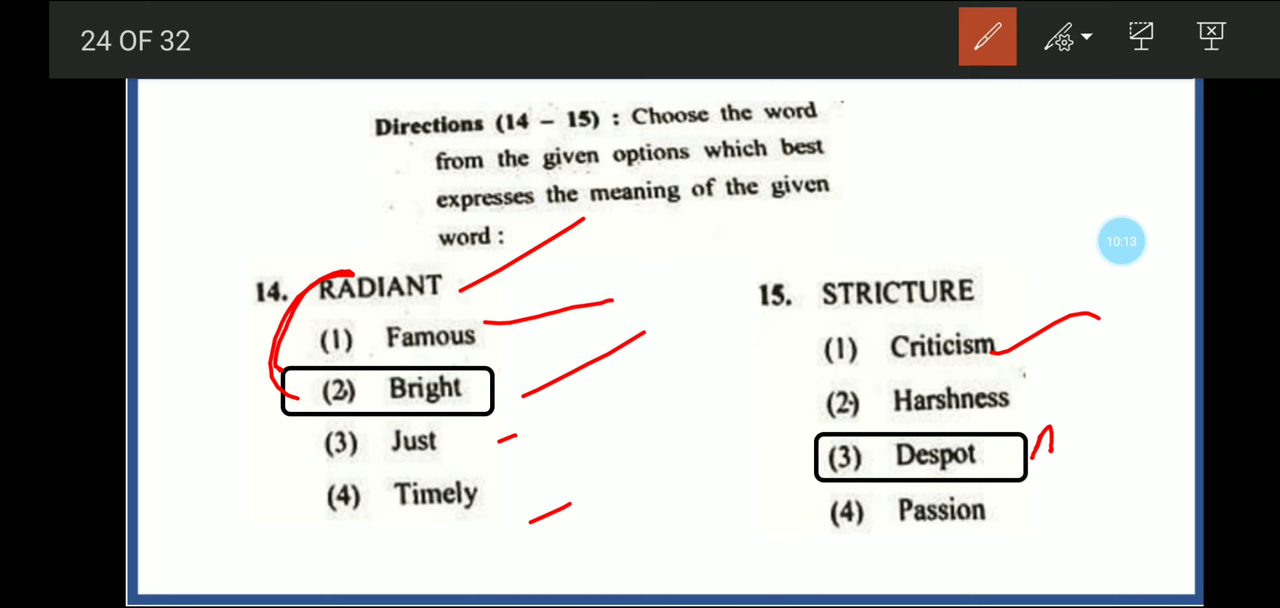 24 OF 32
Directions (14 – 15) : Choose the word
from the given options which best
expresses the meaning of the given
word :
10:13
14. RADIANT
(1) Famous
(2) Bright
(3) Just
(4) Timely
15. STRICTURE
(1) Criticism
(2) Harshness
(3) Despot
(4) Passion